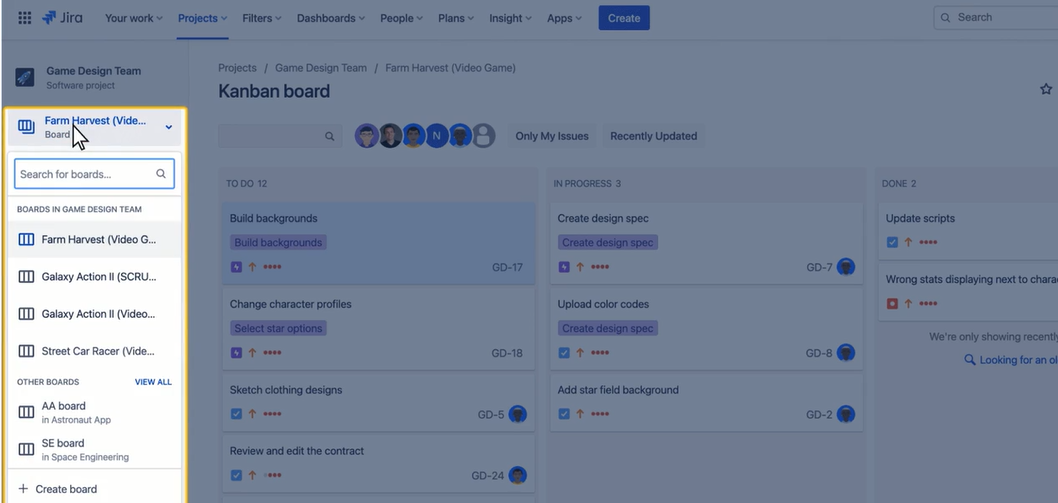 Jira Your work Projects Filters Dashboards People Plans Insight Apps Create Search
Game Design Team
Software project
Farm Harvest (Vide...
Board
Search for boards...
BOARDS IN GAME DESIGN TEAM
Farm Harvest (Video G...
Galaxy Action II (SCRU...
Galaxy Action II (Video...
Street Car Racer (Vide...
OTHER BOARDS VIEW ALL
AA board
in Astronaut App
SE board
in Space Engineering
+ Create board
Projects / Game Design Team / Farm Harvest (Video Game)
Kanban board
N
Only My Issues Recently Updated
TO DO 12
Build backgrounds
Build backgrounds
GD-17
Change character profiles
Select star options
GD-18
Sketch clothing designs
GD-5
Review and edit the contract
GD-24
IN PROGRESS 3
Create design spec
Create design spec
GD-7
Upload color codes
Create design spec
GD-8
Add star field background
GD-2
DONE 2
Update scripts
Wrong stats displaying next to
We're only showing
Looking for an